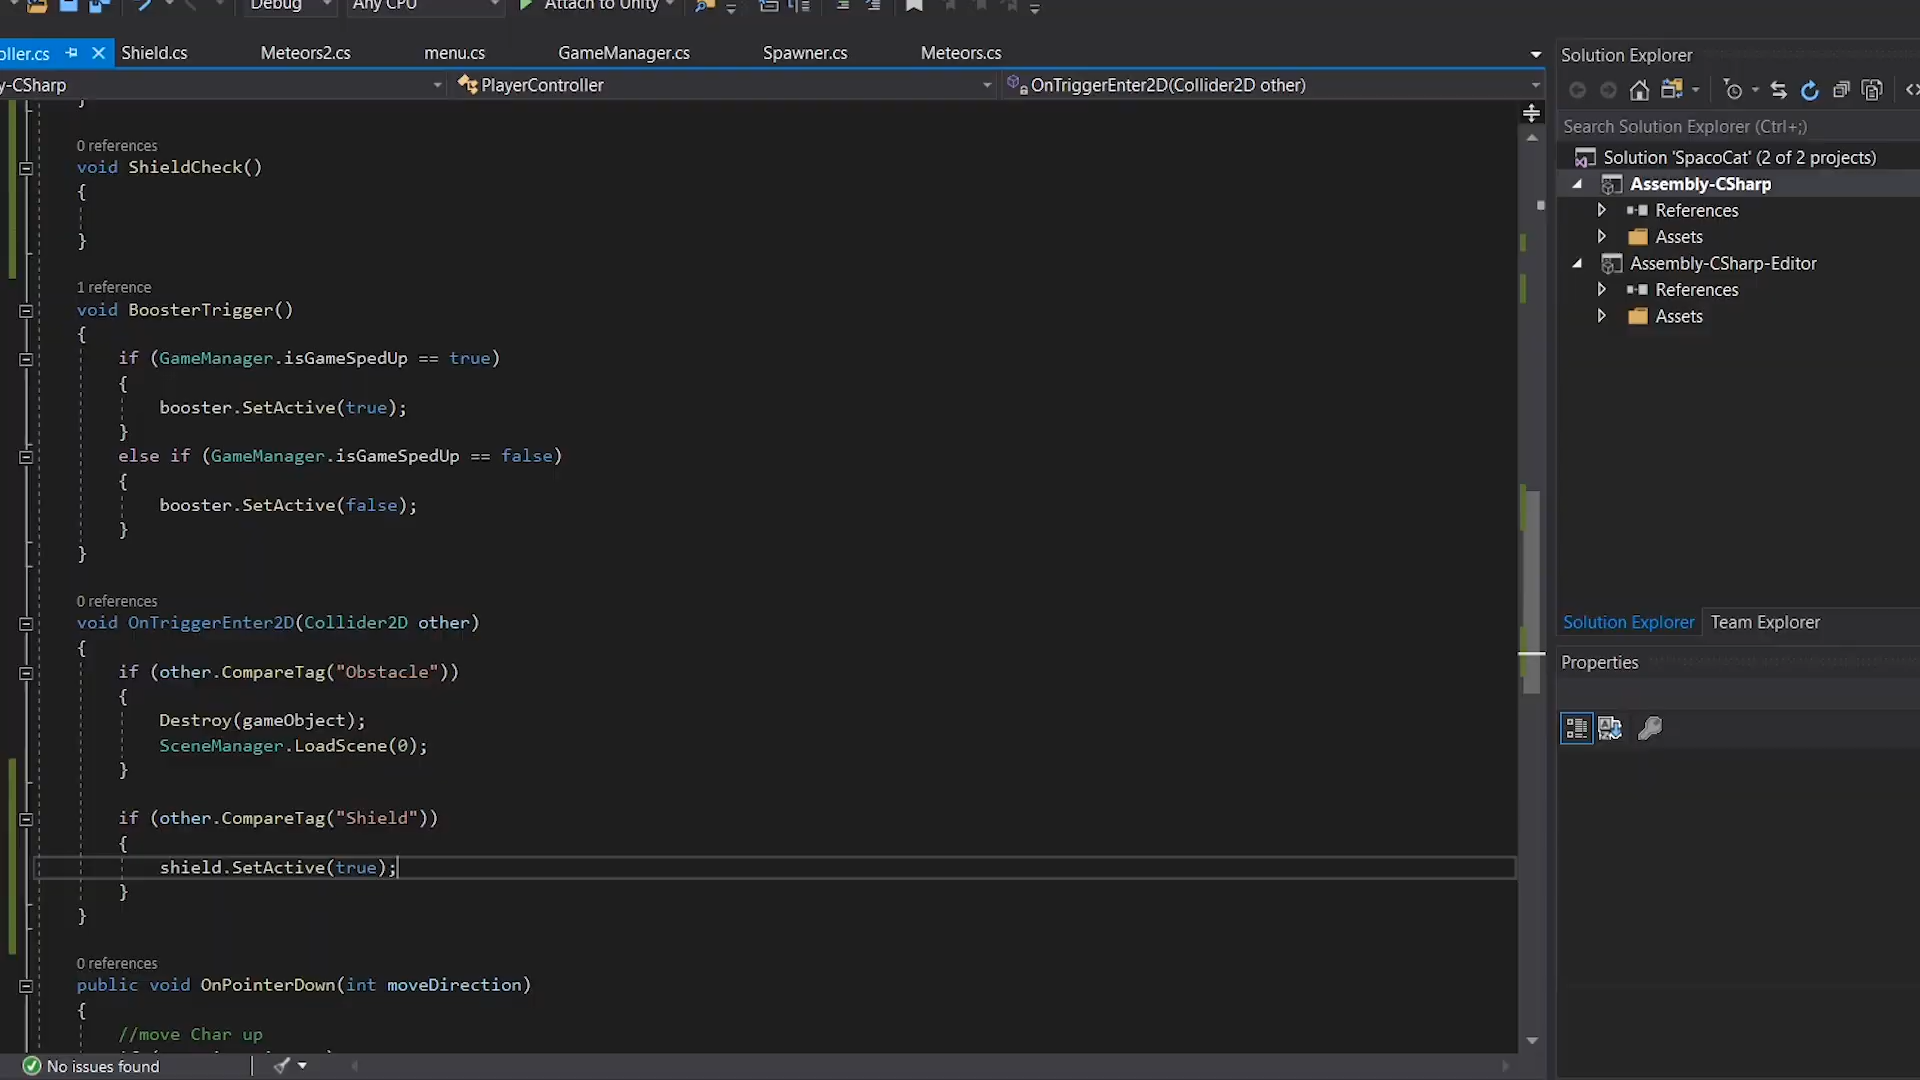 Debug
Any CPU
Attach to Unity
oller.cs
Shield.cs
Meteors2.cs
menu.cs
GameManager.cs
Spawner.cs
Meteors.cs
y-CSharp
PlayerController
OnTriggerEnter2D(Collider2D other)
}
0 references
void ShieldCheck()
{
}
1 reference
void BoosterTrigger()
{
if (GameManager.isGameSpedUp == true)
{
booster.SetActive(true);
}
else if (GameManager.isGameSpedUp == false)
{
booster.SetActive(false);
}
}
0 references
void OnTriggerEnter2D(Collider2D other)
{
if (other.CompareTag("Obstacle"))
{
Destroy(gameObject);
SceneManager.LoadScene(0);
}
if (other.CompareTag("Shield"))
{
shield.SetActive(true);
}
}
0 references
public void OnPointerDown(int moveDirection)
{
//move Char up
No issues found
Solution Explorer
Search Solution Explorer (Ctrl+;)
Solution 'SpacoCat' (2 of 2 projects)
Assembly-CSharp
References
Assets
Assembly-CSharp-Editor
References
Assets
Solution Explorer
Team Explorer
Properties